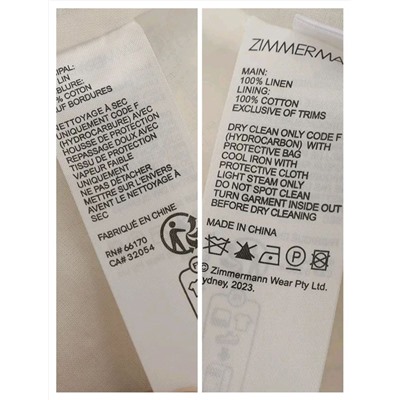 PAL:
LIN
BLURE:
% COTON
UF BORDURES
NETTOYAGE À SEC
UNIQUEMENT CODE F
(HYDROCARBURE) AVEC
HOUSSE DE PROTECTION
REPASSAGE DOUX AVEC
TISSU DE PROTECTION
VAPEUR FAIBLE
UNIQUEMENT
NE PAS DÉTACHER
METTRE SUR L'ENVERS
AVANT LE NETTOYAGE À
SEC
FABRIQUÉ EN CHINE
RN# 66170
CA# 32054
ZIMMERMA
MAIN:
100% LINEN
LINING:
100% COTTON
EXCLUSIVE OF TRIMS
DRY CLEAN ONLY CODE F
(HYDROCARBON) WITH
PROTECTIVE BAG
COOL IRON WITH
PROTECTIVE CLOTH
LIGHT STEAM ONLY
DO NOT SPOT CLEAN
TURN GARMENT INSIDE OUT
BEFORE DRY CLEANING
MADE IN CHINA
© Zimmermann Wear Pty Ltd.
ydney, 2023.